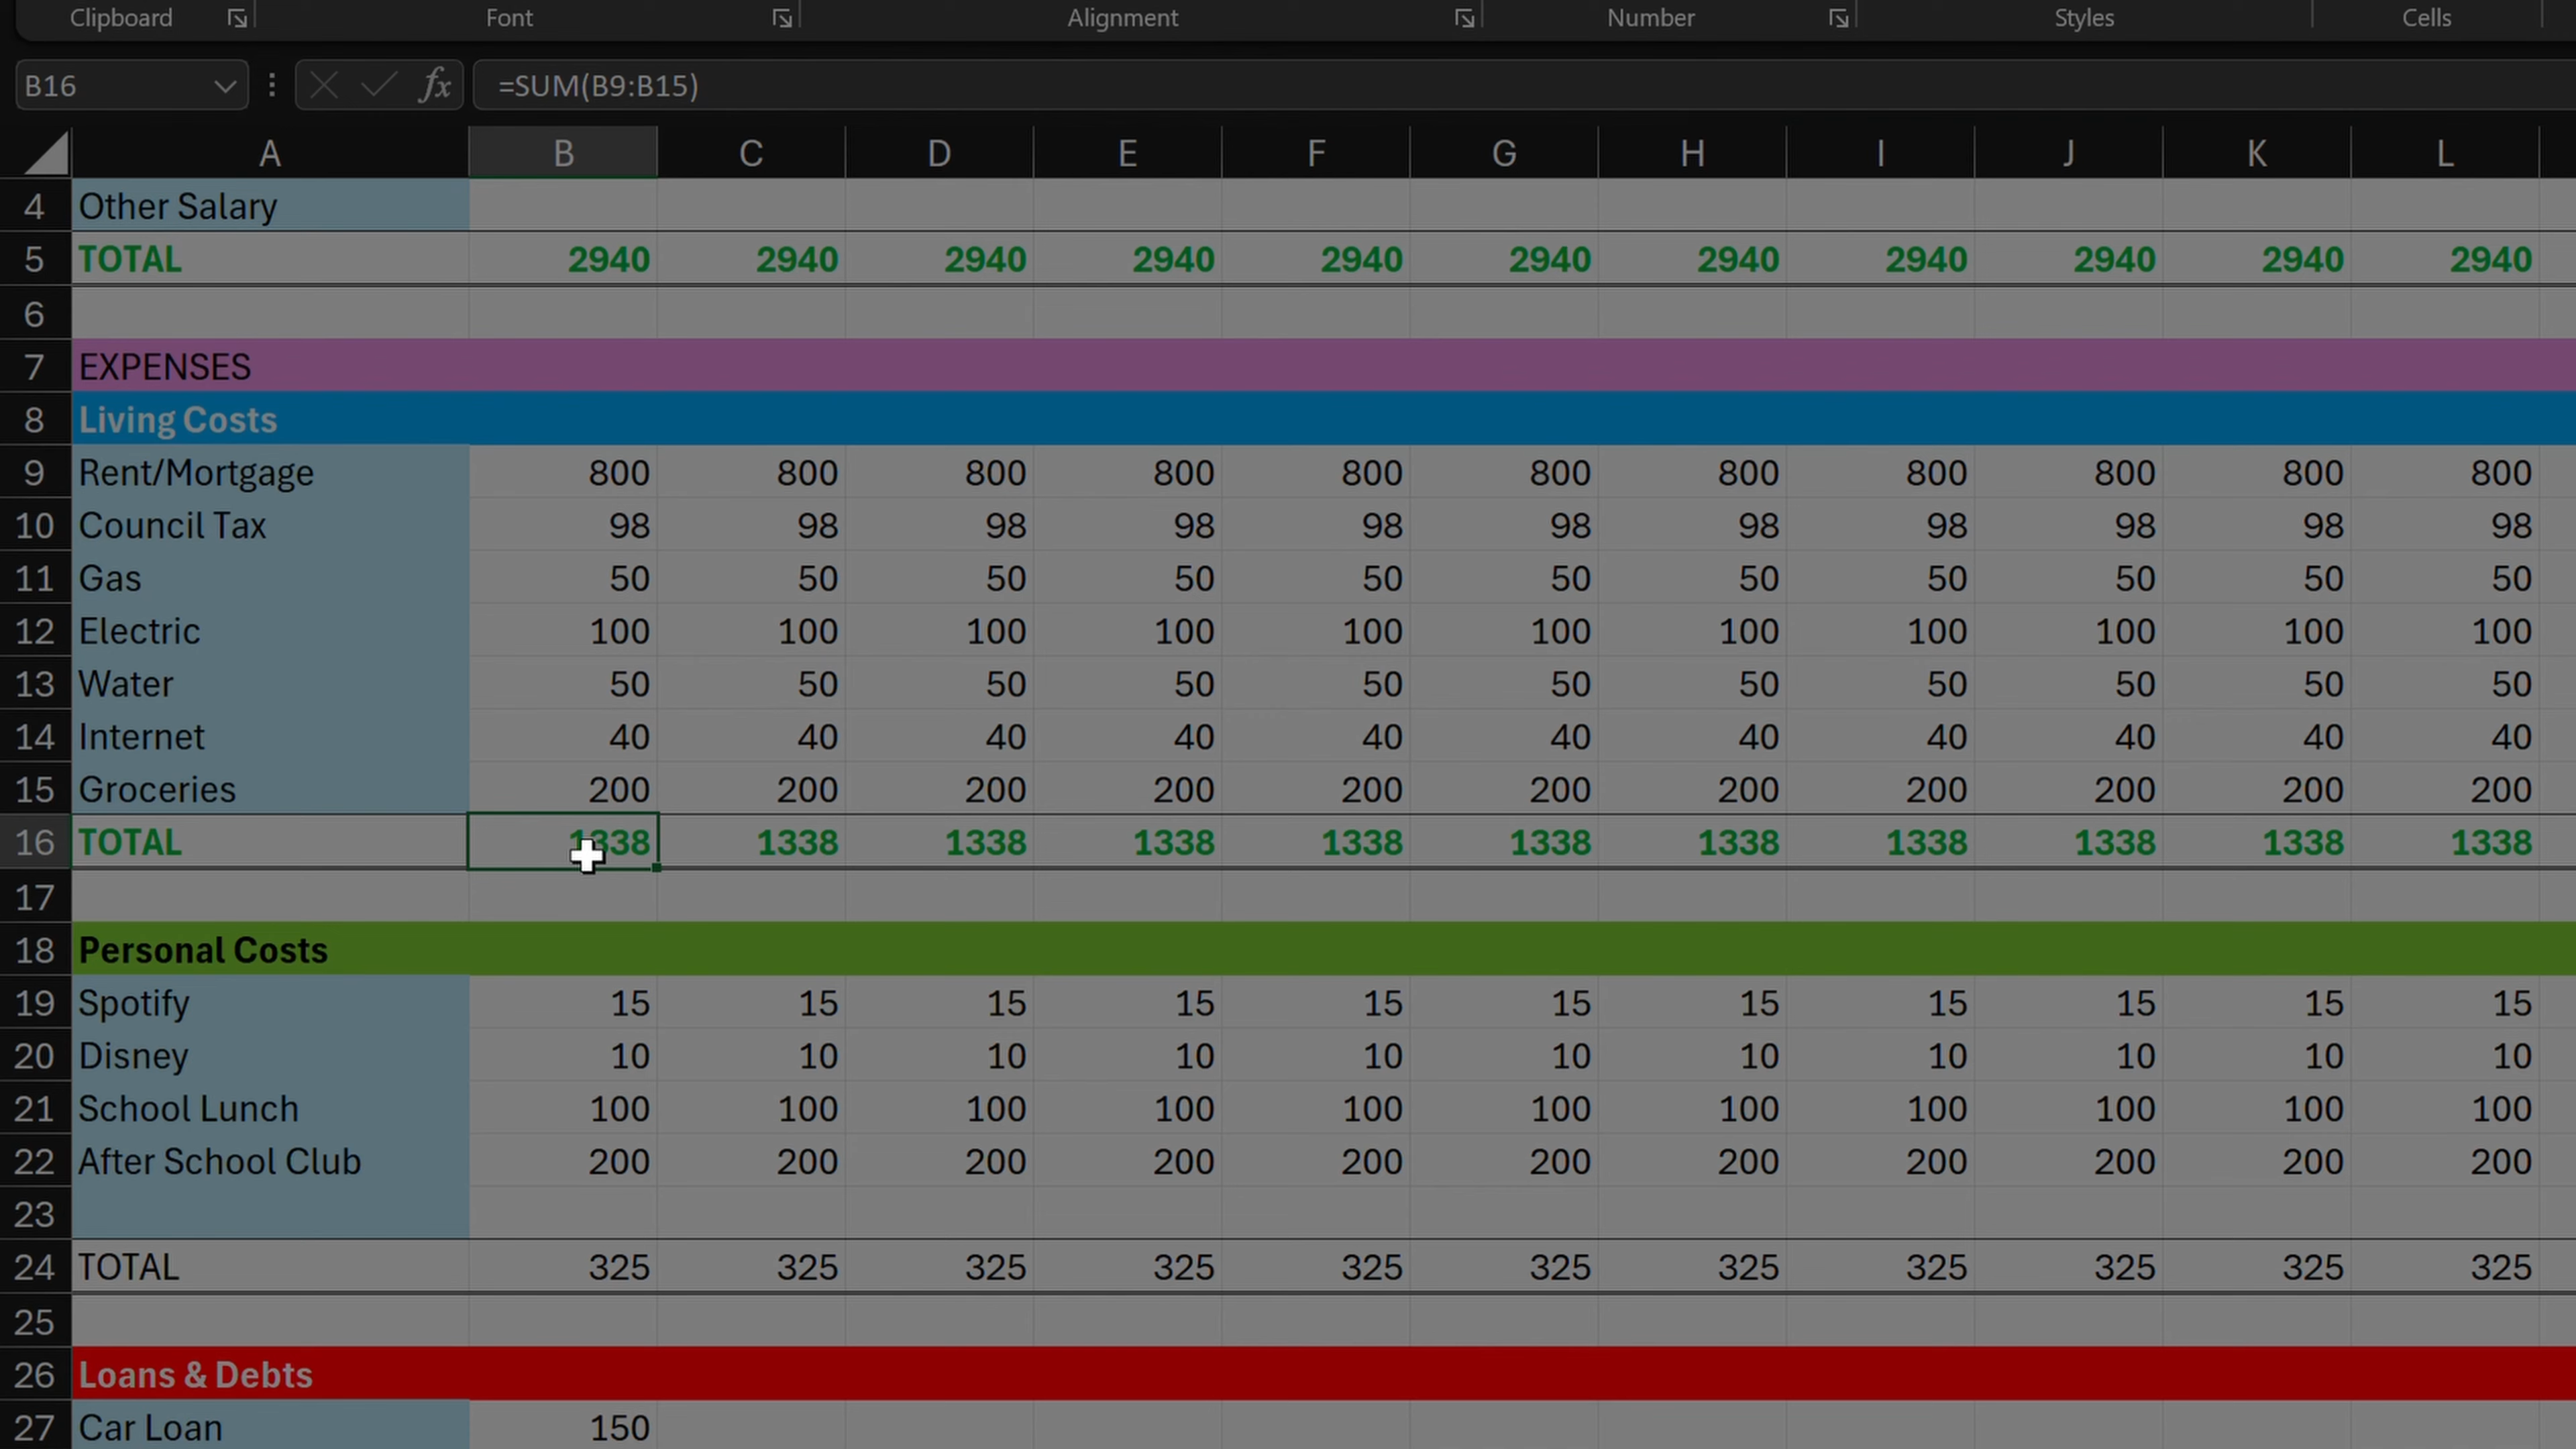 Clipboard Font Alignment Number Styles Cells
B16 fx =SUM(B9:B15)
A B C D E F G H I J K L
4 Other Salary
5 TOTAL 2940 2940 2940 2940 2940 2940 2940 2940 2940 2940 2940
6
7 EXPENSES
8 Living Costs
9 Rent/Mortgage 800 800 800 800 800 800 800 800 800 800 800
10 Council Tax 98 98 98 98 98 98 98 98 98 98 98
11 Gas 50 50 50 50 50 50 50 50 50 50 50
12 Electric 100 100 100 100 100 100 100 100 100 100 100
13 Water 50 50 50 50 50 50 50 50 50 50 50
14 Internet 40 40 40 40 40 40 40 40 40 40 40
15 Groceries 200 200 200 200 200 200 200 200 200 200 200
16 TOTAL 1338 1338 1338 1338 1338 1338 1338 1338 1338 1338 1338
17
18 Personal Costs
19 Spotify 15 15 15 15 15 15 15 15 15 15 15
20 Disney 10 10 10 10 10 10 10 10 10 10 10
21 School Lunch 100 100 100 100 100 100 100 100 100 100 100
22 After School Club 200 200 200 200 200 200 200 200 200 200 200
23
24 TOTAL 325 325 325 325 325 325 325 325 325 325 325
25
26 Loans & Debts
27 Car Loan 150